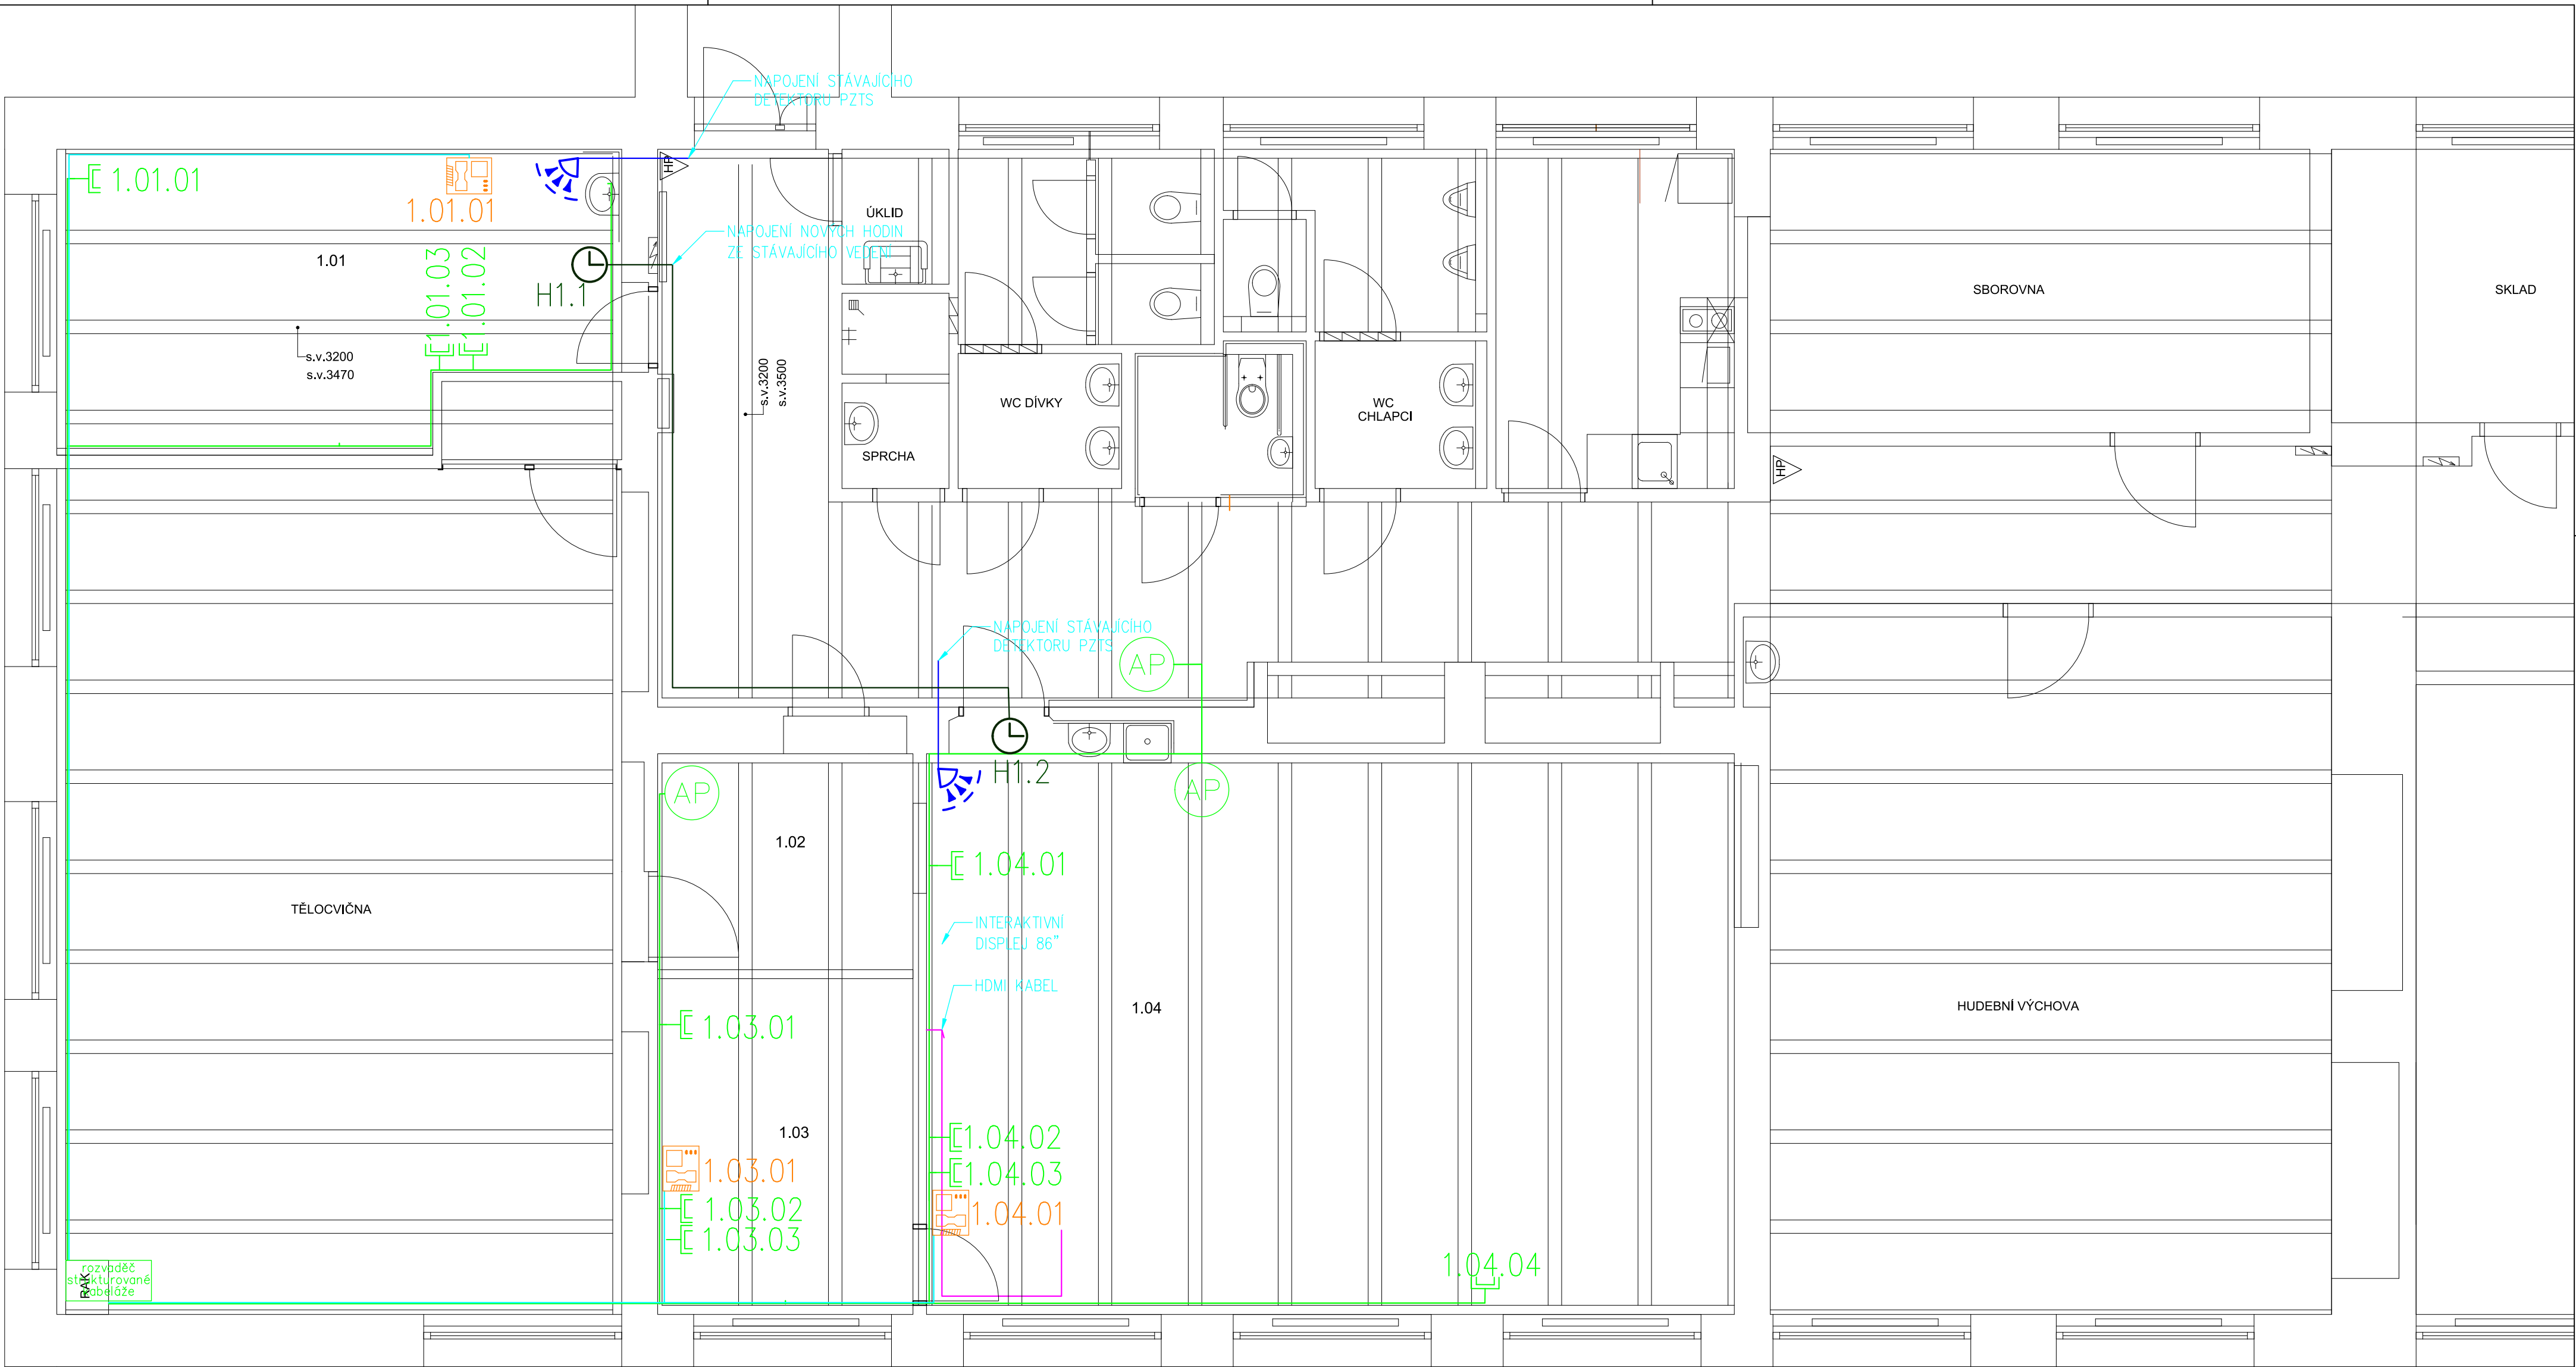 NAPOJENÍ STÁVAJÍCÍHO
DETEKTORU PZTS
HP
1.01.01
1.01.01
ÚKLID
NAPOJENÍ NOVÝCH HODIN
ZE STÁVAJÍCÍHO VEDENÍ
1.01
H1.1
1.01.03
1.01.02
SBOROVNA
SKLAD
s.v.3200
s.v.3470
s.v.3200
s.v.3500
WC DÍVKY
WC
CHLAPCI
SPRCHA
HP
NAPOJENÍ STÁVAJÍCÍHO
DETEKTORU PZTS
AP
H1.2
AP
AP
1.02
1.04.01
TĚLOCVIČNA
INTERAKTIVNÍ
DISPLEJ 86"
HDMI KABEL
1.04
HUDEBNÍ VÝCHOVA
1.03.01
1.03
1.04.02
1.03.01
1.04.03
1.03.02
1.04.01
1.03.03
1.04.04
rozvaděč
strukturované
kabeláže
RAK